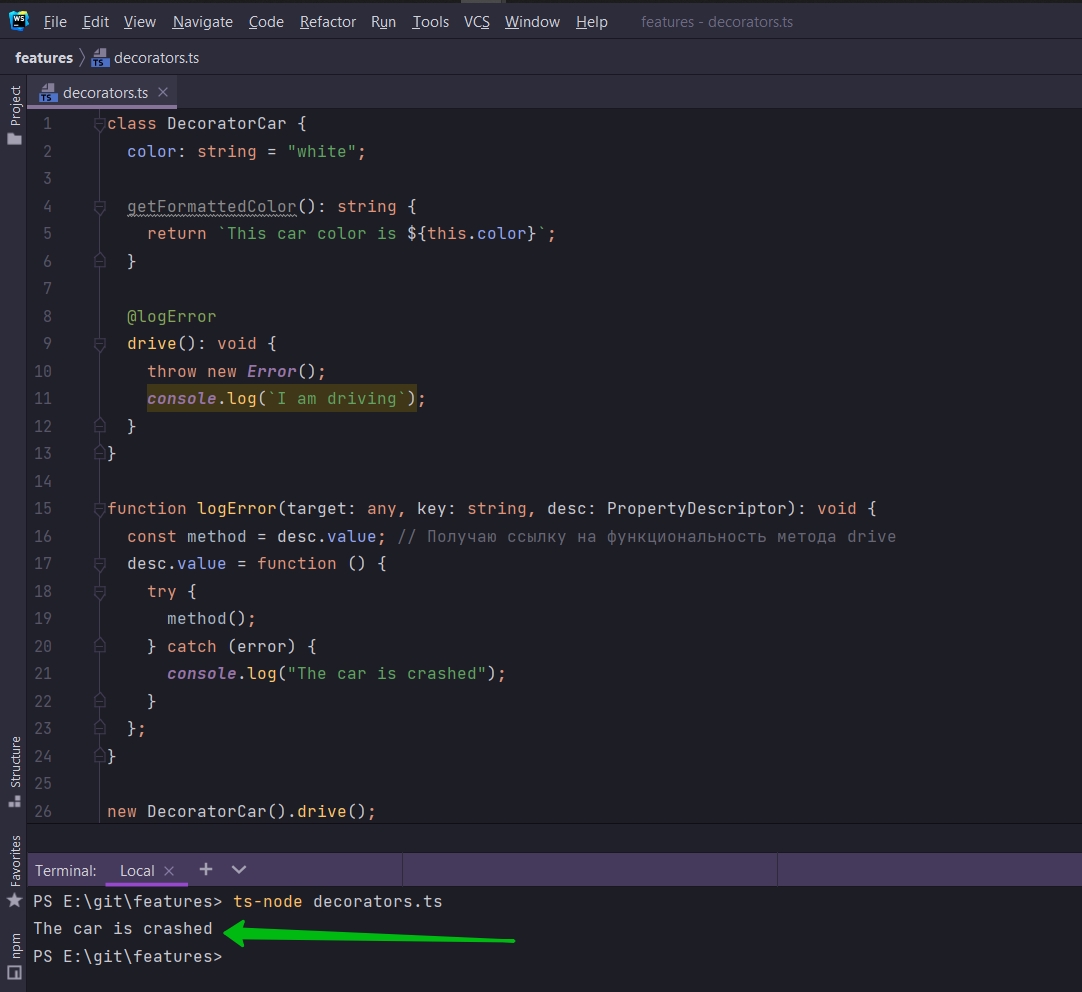 WS File Edit View Navigate Code Refactor Run Tools VCS Window Help features - decorators.ts
features decorators.ts
decorators.ts
Project
1 class DecoratorCar {
2 color: string = "white";
3
4 getFormattedColor(): string {
5 return `This car color is ${this.color}`;
6 }
7
8 @logError
9 drive(): void {
10 throw new Error();
11 console.log(`I am driving`);
12 }
13 }
14
15 function logError(target: any, key: string, desc: PropertyDescriptor): void {
16 const method = desc.value; // Получаю ссылку на функциональность метода drive
17 desc.value = function () {
18 try {
19 method();
20 } catch (error) {
21 console.log("The car is crashed");
22 }
23 };
24 }
25
26 new DecoratorCar().drive();
Structure
Favorites
npm
Terminal: Local
PS E:\git\features> ts-node decorators.ts
The car is crashed
PS E:\git\features>